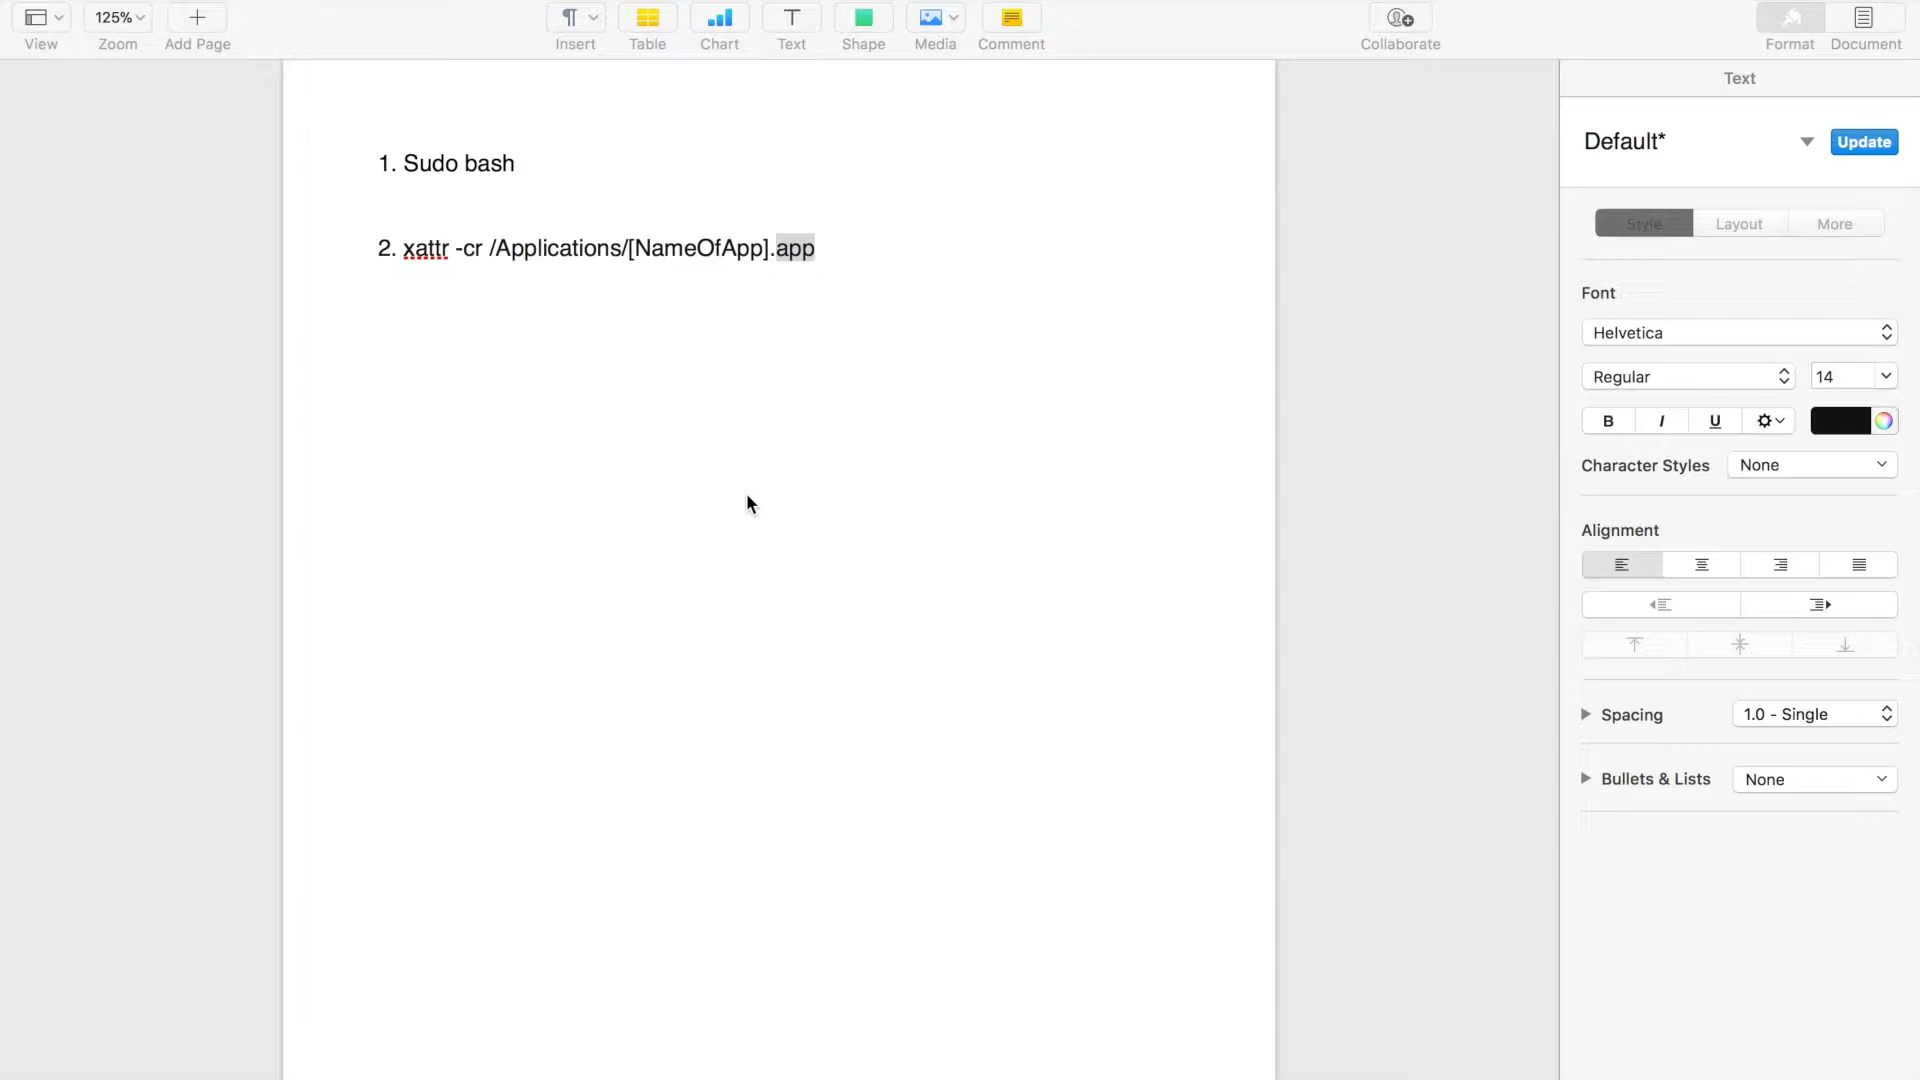 125%
View
Zoom
Add Page
Insert
Table
Chart
T
Text
Shape
Media
Comment
Collaborate
Format
Document
Text
1. Sudo bash
2. xattr -cr /Applications/[NameOfApp].app
Default*
Update
Style
Layout
More
Font
Helvetica
Regular
14
B
I
U
Character Styles
None
Alignment
Spacing
1.0 - Single
Bullets & Lists
None